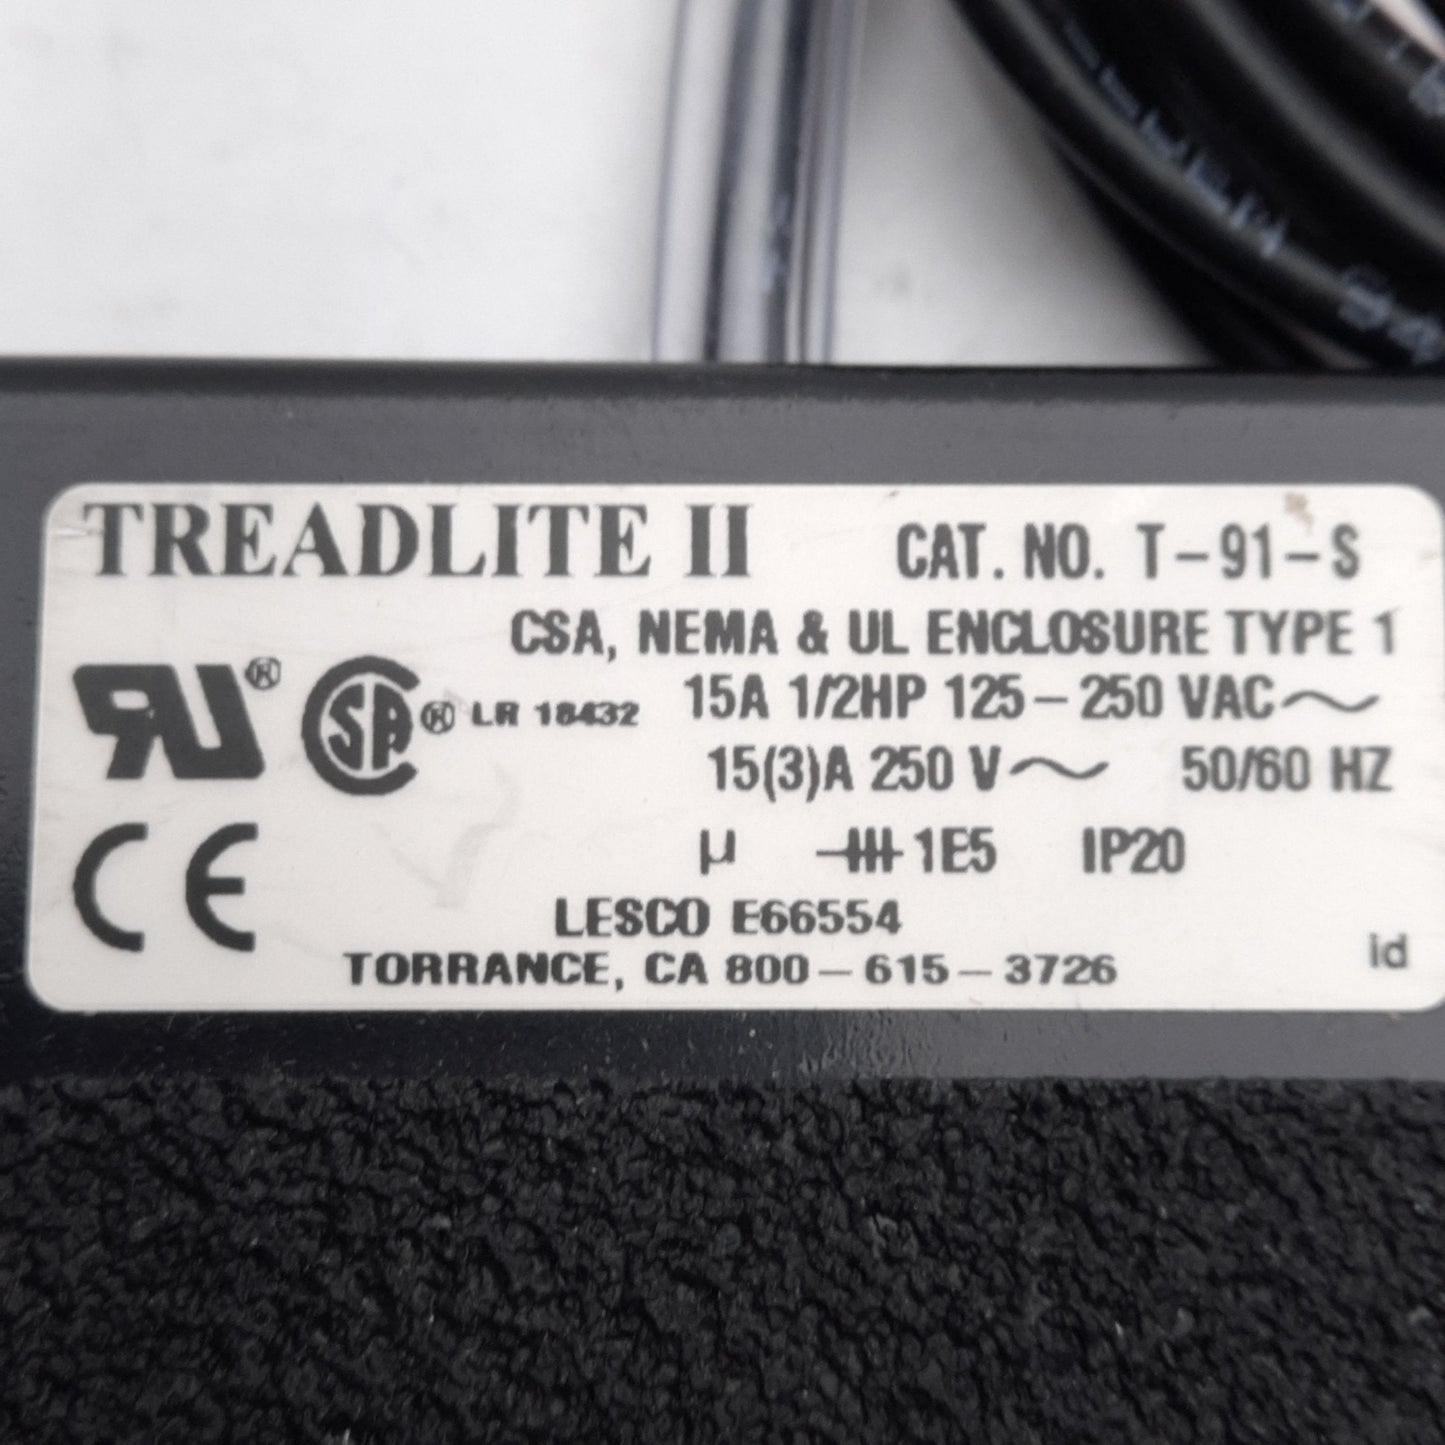 TREADLITE II CAT. NO. T-91-S
CSA, NEMA & UL ENCLOSURE TYPE 1
® ® LR 18432 15A 1/2HP 125-250 VAC~
15(3)A 250 V~ 50/60 HZ
CE µ 1E5 IP20
LESCO E66554
TORRANCE, CA 800-615-3726
id